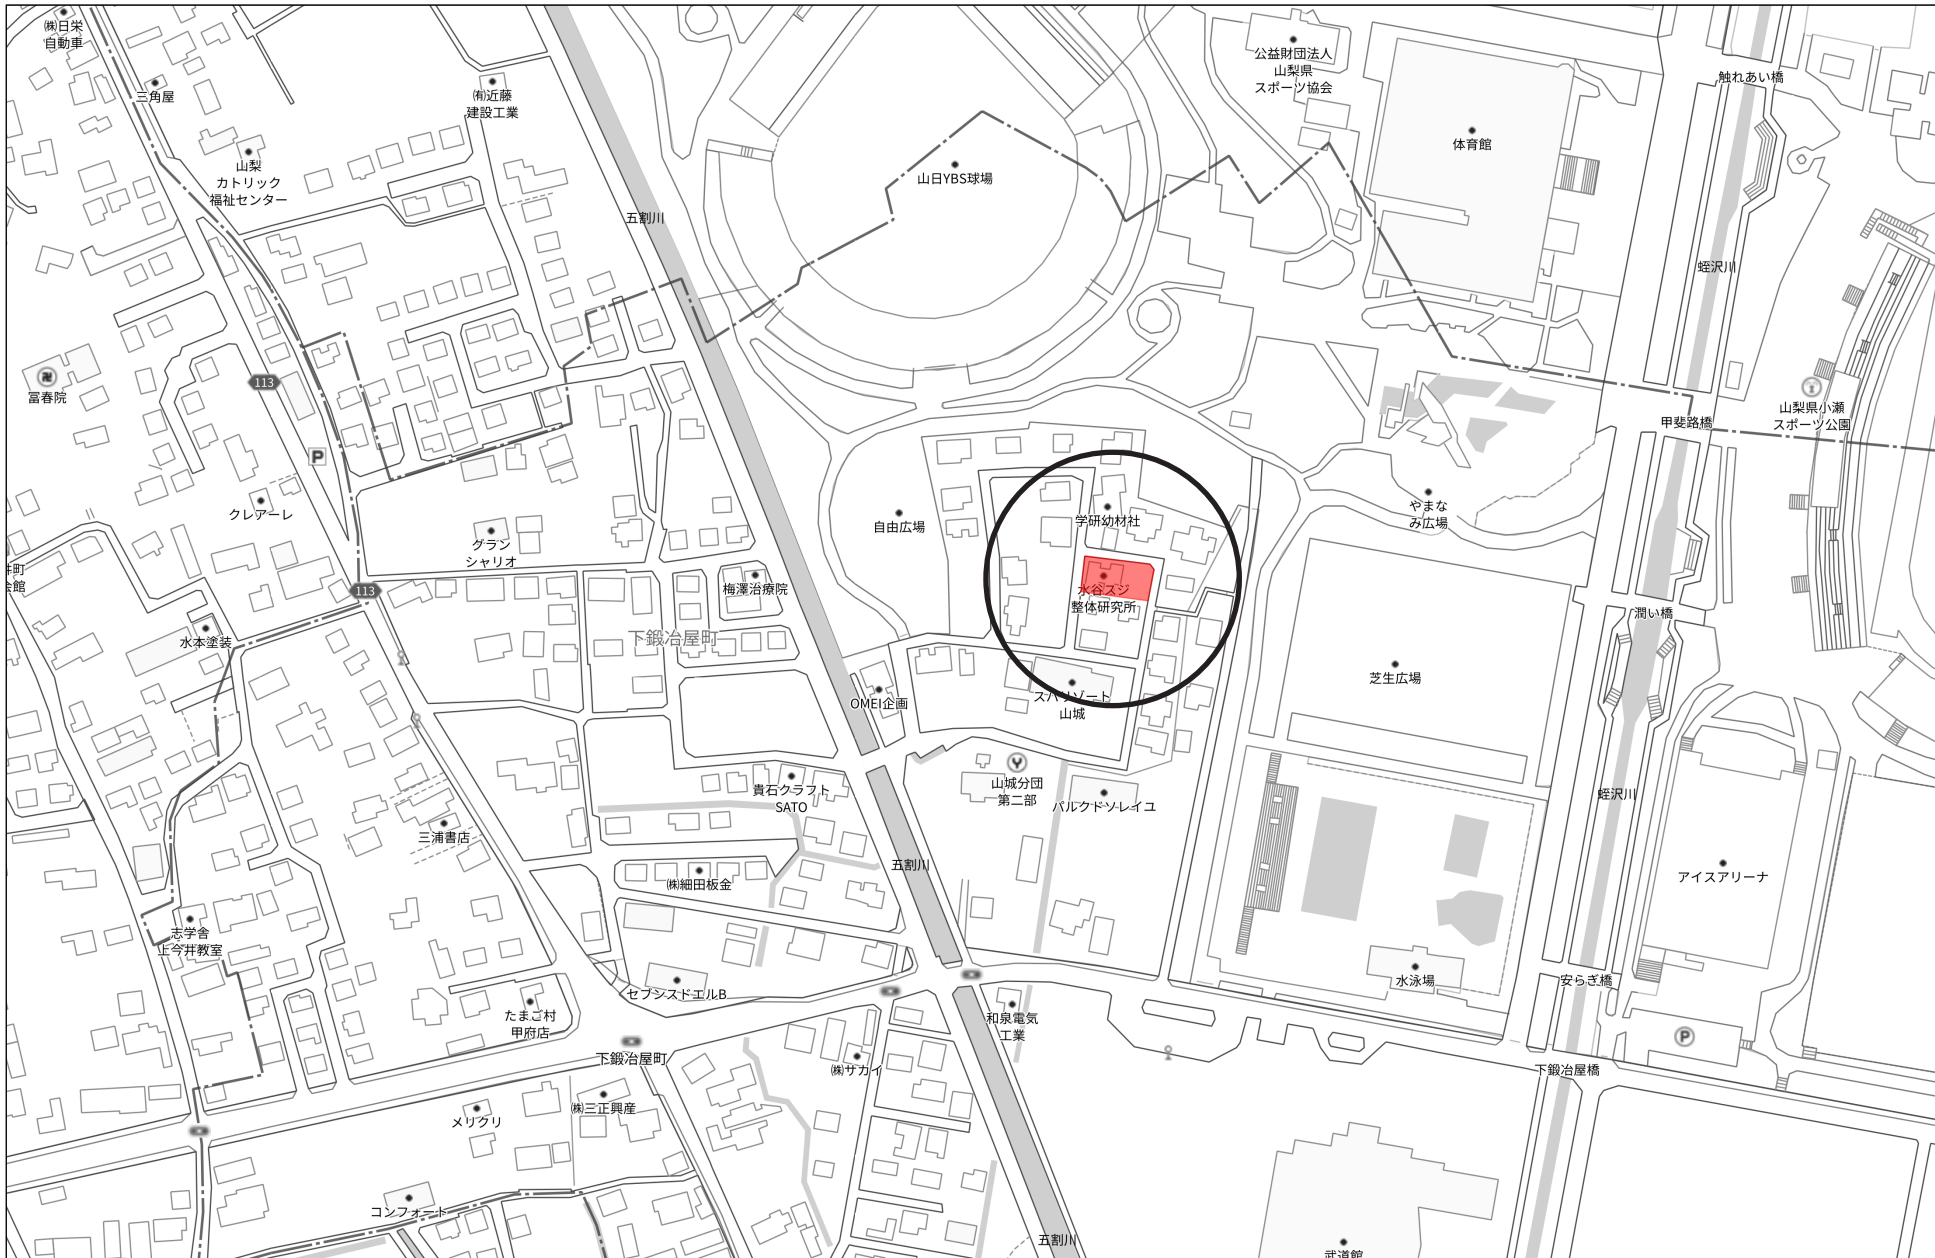 ㈱日栄
自動車
三角屋
㈲近藤
建設工業
山梨
カトリック
福祉センター
公益財団法人
山梨県
スポーツ協会
触れあい橋
体育館
山日YBS球場
五割川
蛭沢川
113
冨春院
山梨県小瀬
スポーツ公園
甲斐路橋
P
クレアーレ
グラン
シャリオ
自由広場
学研幼材社
やまな
み広場
井町
会館
113
梅澤治療院
水谷スジ
整体研究所
潤い橋
水本塗装
下鍛冶屋町
芝生広場
OMEI企画
スパリゾート
山城
山城分団
第二部
パルクドソレイユ
貴石クラフト
SATO
蛭沢川
三浦書店
五割川
㈱細田板金
アイスアリーナ
志学舎
上今井教室
セブンスドエルB
水泳場
安らぎ橋
たまご村
甲府店
和泉電気
工業
P
下鍛冶屋町
㈱サカイ
下鍛冶屋橋
メリクリ
㈱三正興産
コンフォート
五割川
武道館